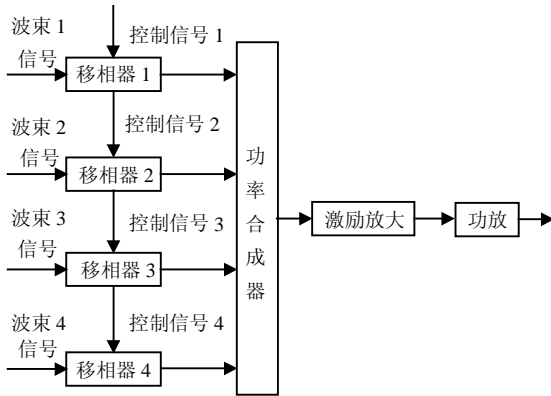 波束 1
控制信号 1
信号
移相器 1
波束 2
控制信号 2
信号
移相器 2
波束 3
控制信号 3
信号
移相器 3
波束 4
控制信号 4
信号
移相器 4
功率合成器
激励放大
功放